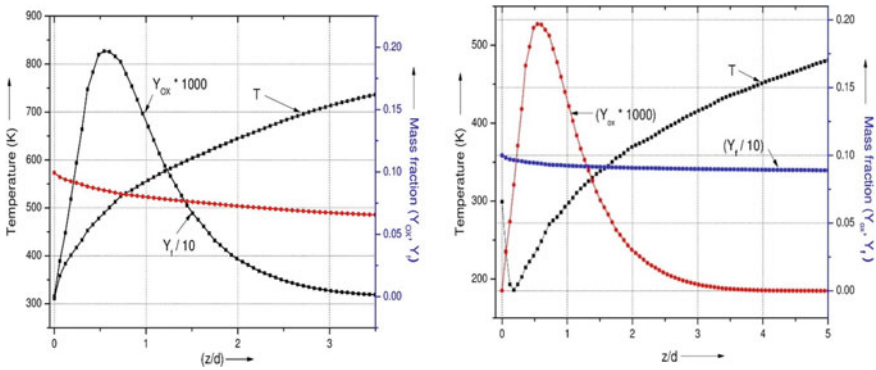 900
800
700
600
500
400
300
Temperature (K)
0.20
0.15
0.10
0.05
0.00
Mass fraction (Y_OX, Y_f)
Y_OX * 1000
T
Y_f / 10
0
1
2
3
(z/d)
500
400
300
200
Temperature (K)
0.20
0.15
0.10
0.05
0.00
Mass fraction (Y_ox, Y_f)
T
(Y_ox * 1000)
(Y_f / 10)
0
1
2
3
4
5
z/d